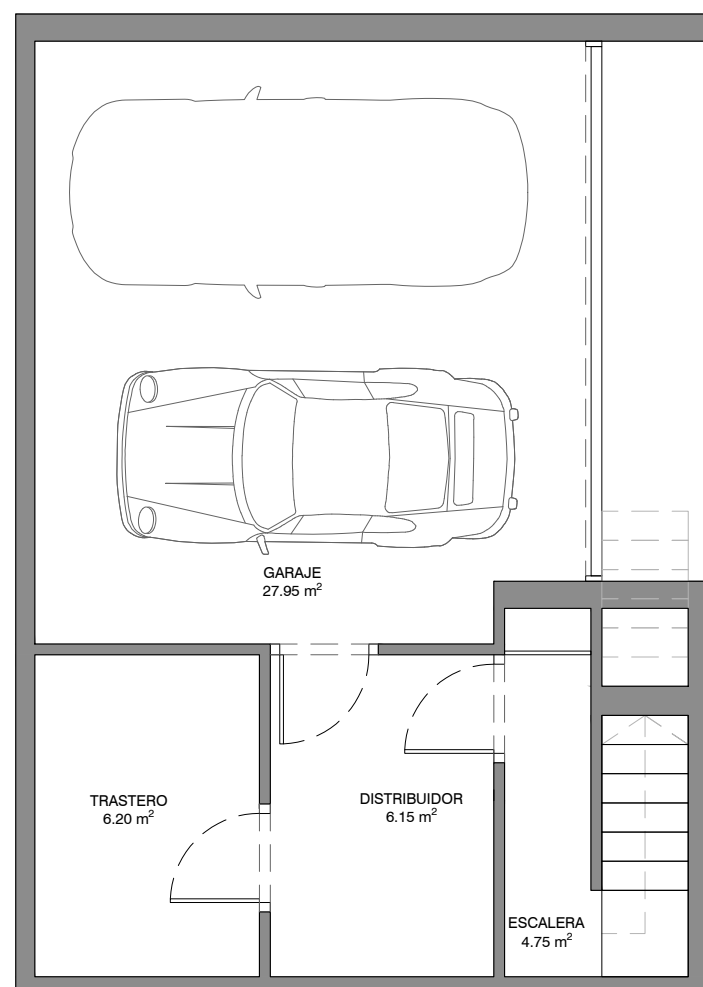 GARAJE
27.95 m²
TRASTERO
6.20 m²
DISTRIBUIDOR
6.15 m²
ESCALERA
4.75 m²